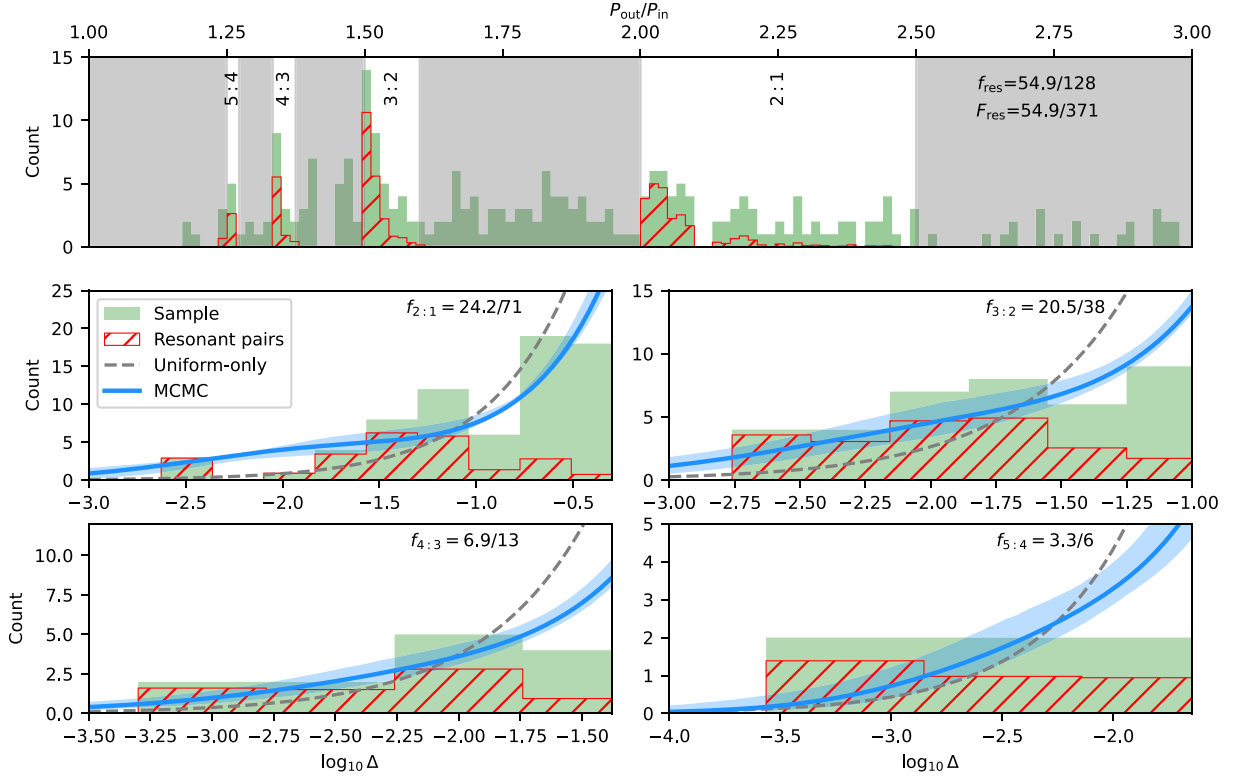 P_out/P_in
1.00 1.25 1.50 1.75 2.00 2.25 2.50 2.75 3.00
15
10
5
0
Count
5 : 4
4 : 3
3 : 2
2 : 1
f_res=54.9/128
F_res=54.9/371
25
20
15
10
5
0
Count
Sample
Resonant pairs
Uniform-only
MCMC
f_2 : 1 = 24.2/71
−3.0 −2.5 −2.0 −1.5 −1.0 −0.5
15
10
5
0
f_3 : 2 = 20.5/38
−3.00 −2.75 −2.50 −2.25 −2.00 −1.75 −1.50 −1.25 −1.00
10.0
7.5
5.0
2.5
0.0
Count
f_4 : 3 = 6.9/13
−3.50 −3.25 −3.00 −2.75 −2.50 −2.25 −2.00 −1.75 −1.50
log₁₀ Δ
5
4
3
2
1
0
f_5 : 4 = 3.3/6
−4.0 −3.5 −3.0 −2.5 −2.0
log₁₀ Δ